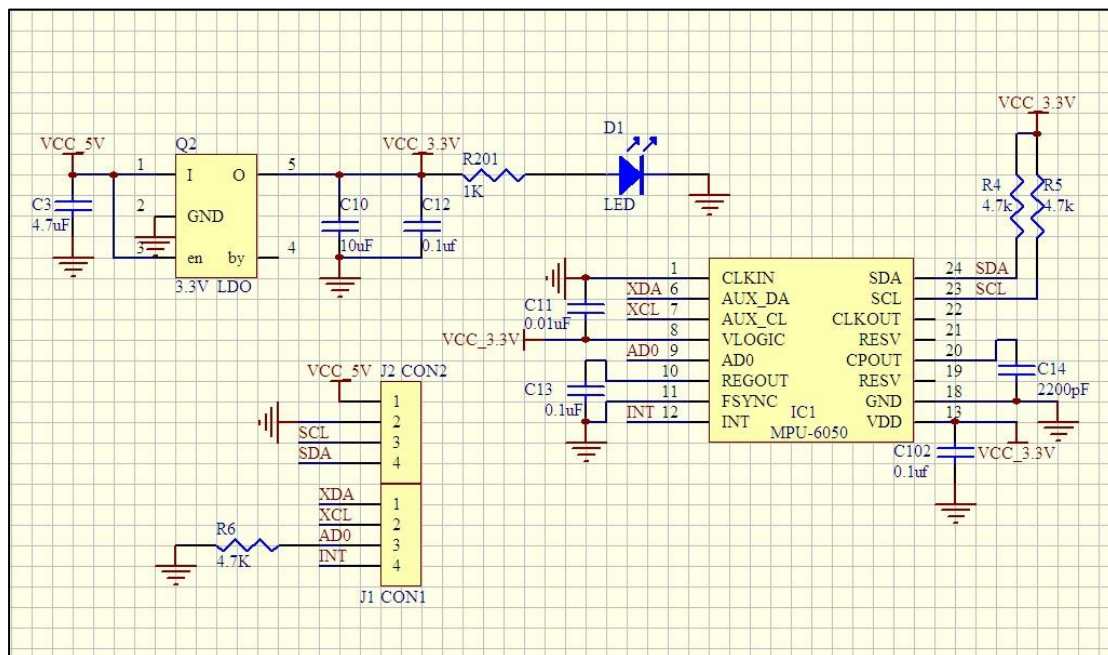 VCC_5V
Q2
1
I
O
5
2
GND
3
en
by
4
3.3V LDO
C3
4.7uF
C10
10uF
VCC_3.3V
C12
0.1uf
R201
1K
D1
LED
VCC_3.3V
R4
4.7k
R5
4.7k
1
CLKIN
XDA
6
AUX_DA
XCL
7
AUX_CL
C11
0.01uF
VCC_3.3V
8
VLOGIC
AD0
9
AD0
10
REGOUT
C13
0.1uF
11
FSYNC
INT
12
INT
IC1
MPU-6050
SDA
24
SDA
SCL
23
SCL
CLKOUT
22
RESV
21
CPOUT
20
RESV
19
GND
18
VDD
13
C14
2200pF
C102
0.1uf
VCC_3.3V
VCC_5V
J2 CON2
1
2
SCL
3
SDA
4
XDA
1
XCL
2
R6
4.7K
AD0
3
INT
4
J1 CON1